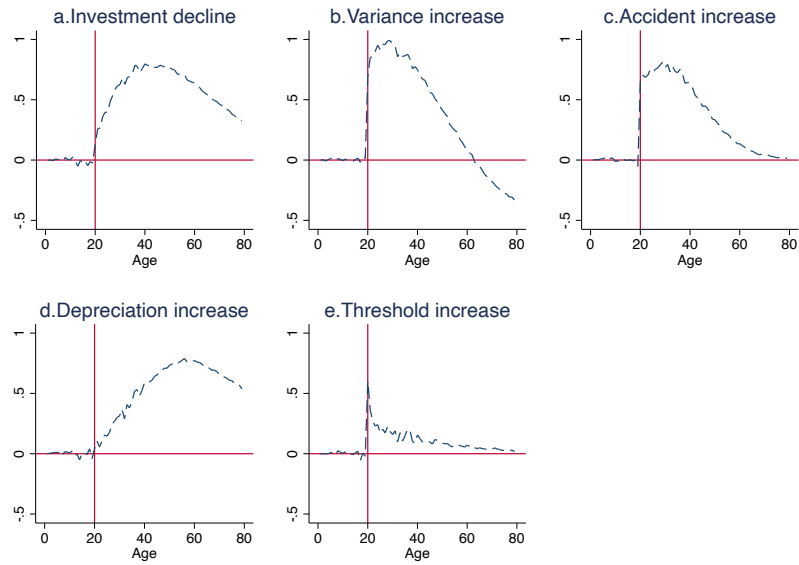 a.Investment decline
1
.5
0
-.5
0 20 40 60 80
Age
b.Variance increase
1
.5
0
-.5
0 20 40 60 80
Age
c.Accident increase
1
.5
0
-.5
0 20 40 60 80
Age
d.Depreciation increase
1
.5
0
-.5
0 20 40 60 80
Age
e.Threshold increase
1
.5
0
-.5
0 20 40 60 80
Age